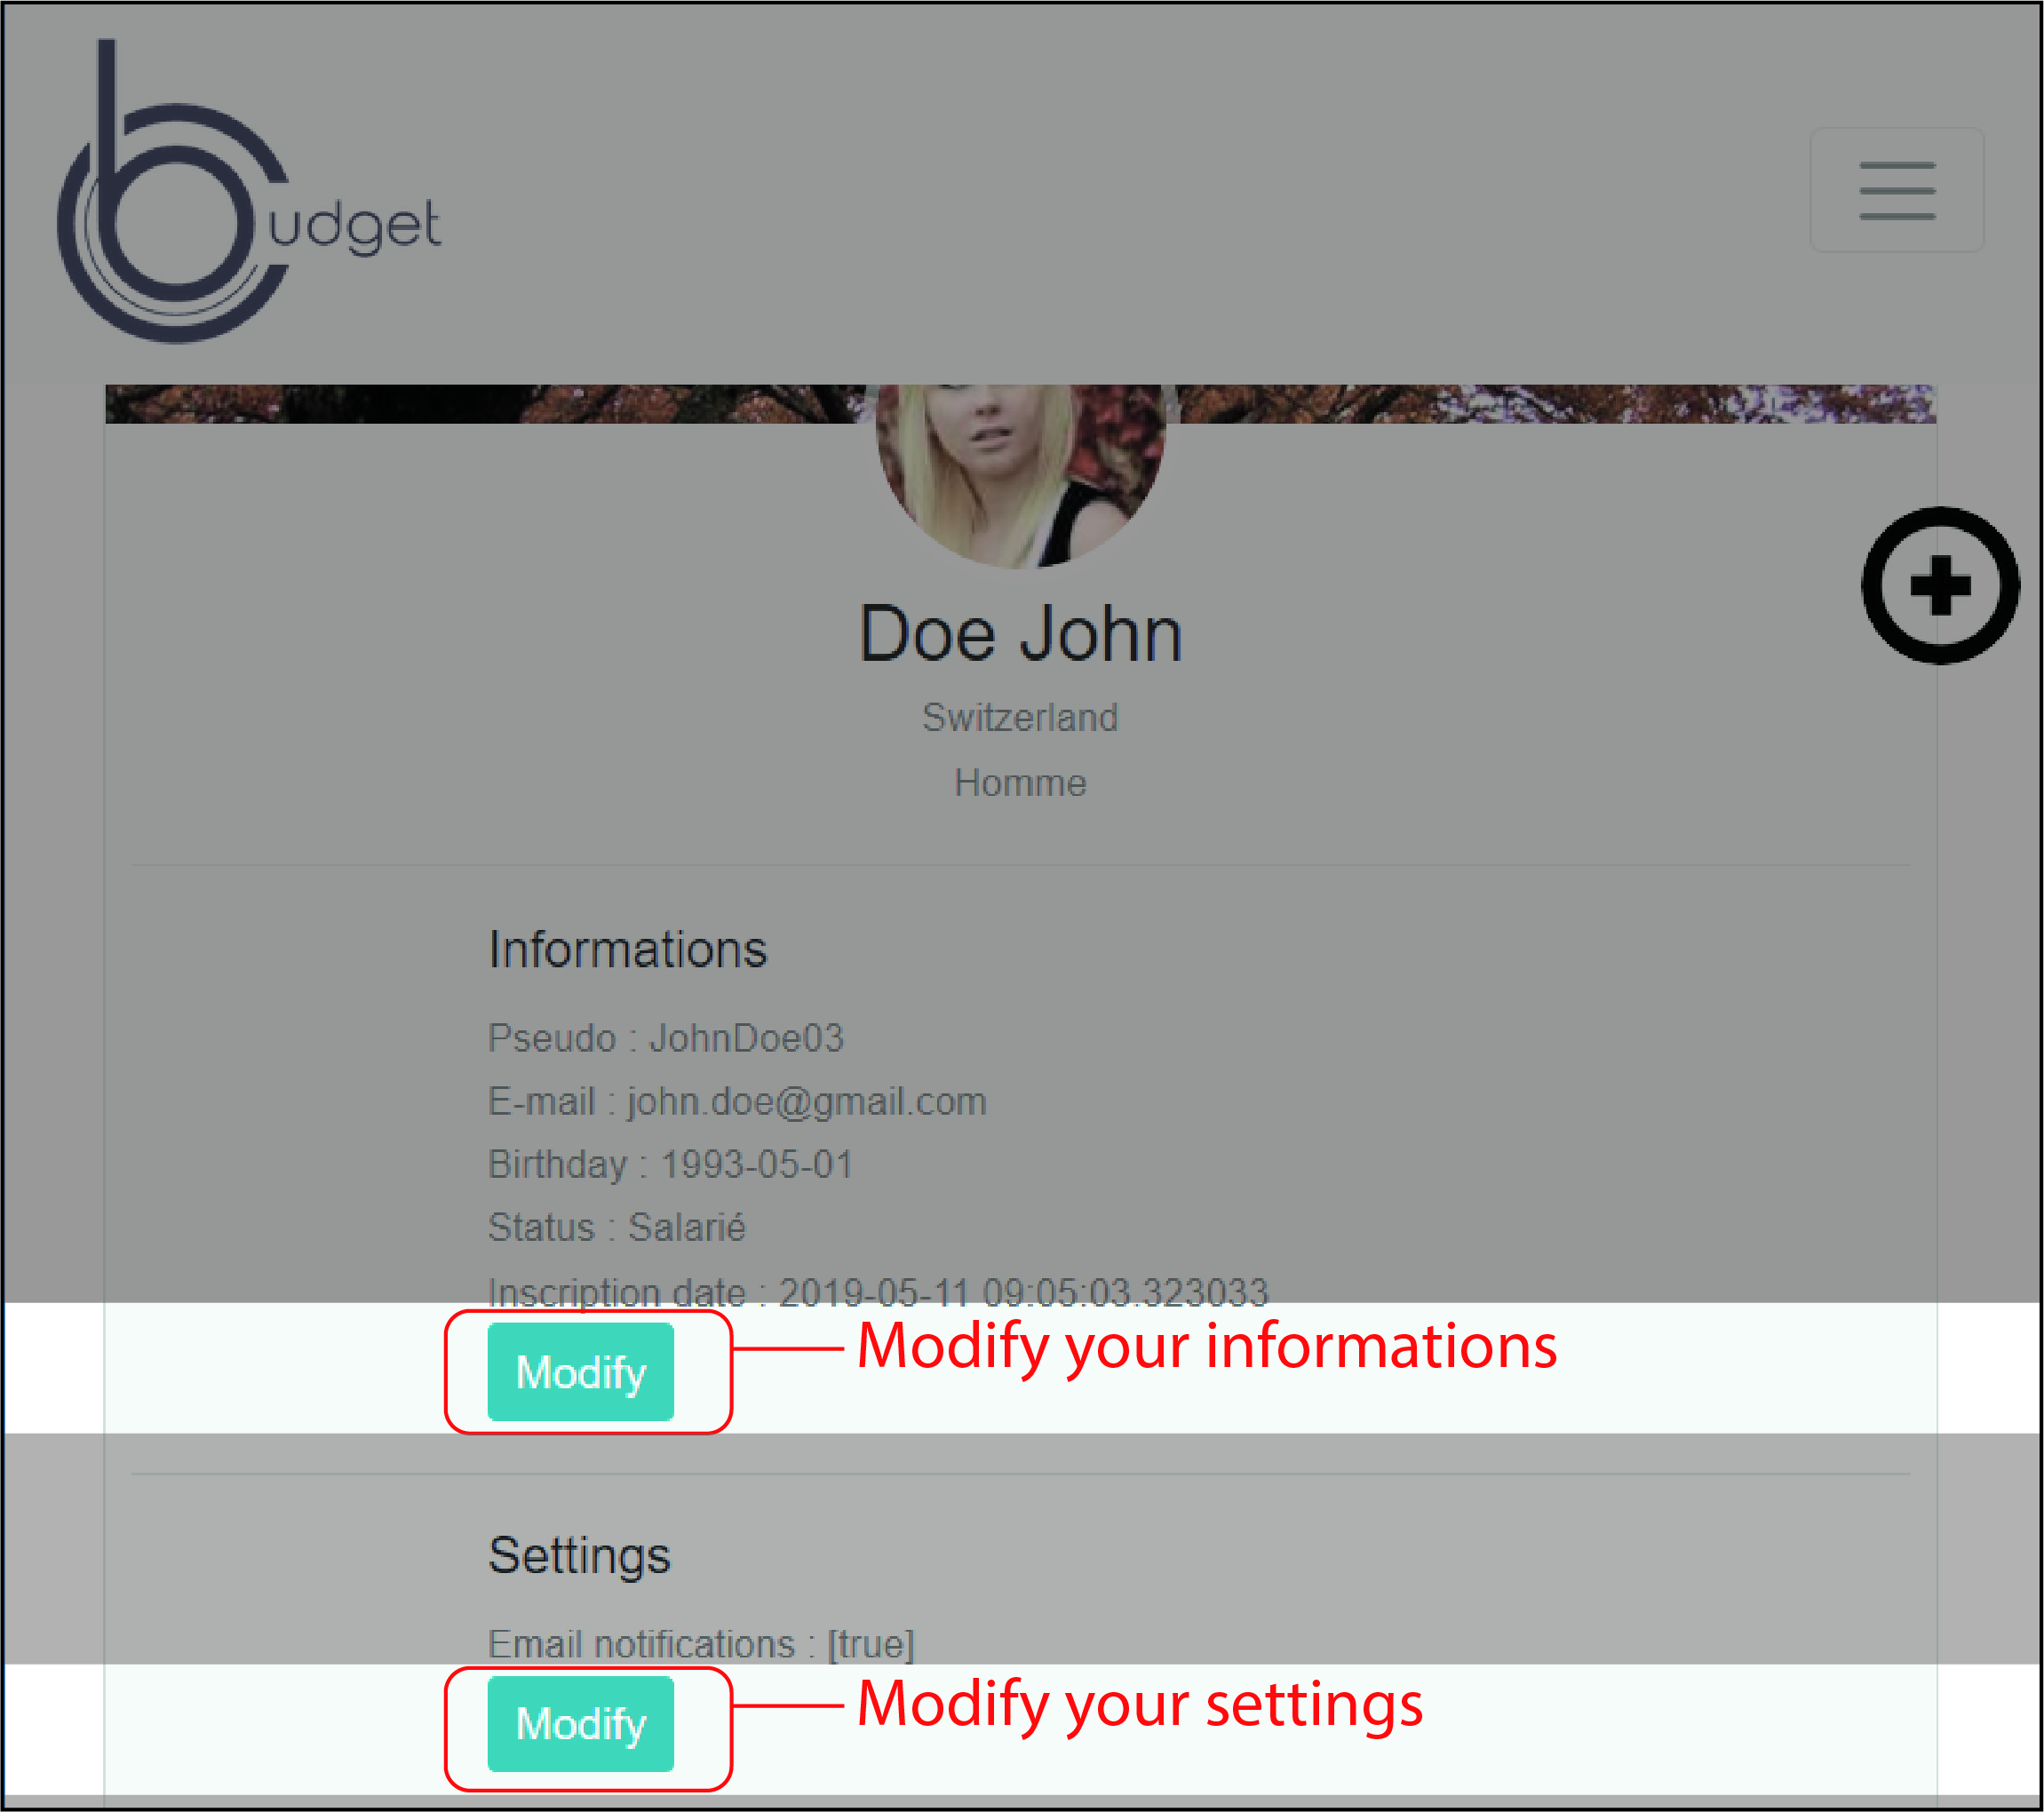 budget
Doe John
Switzerland
Homme
Informations
Pseudo : JohnDoe03
E-mail : john.doe@gmail.com
Birthday : 1993-05-01
Status : Salarié
Inscription date : 2019-05-11 09:05:03.323033
Modify
Modify your informations
Settings
Email notifications : [true]
Modify
Modify your settings